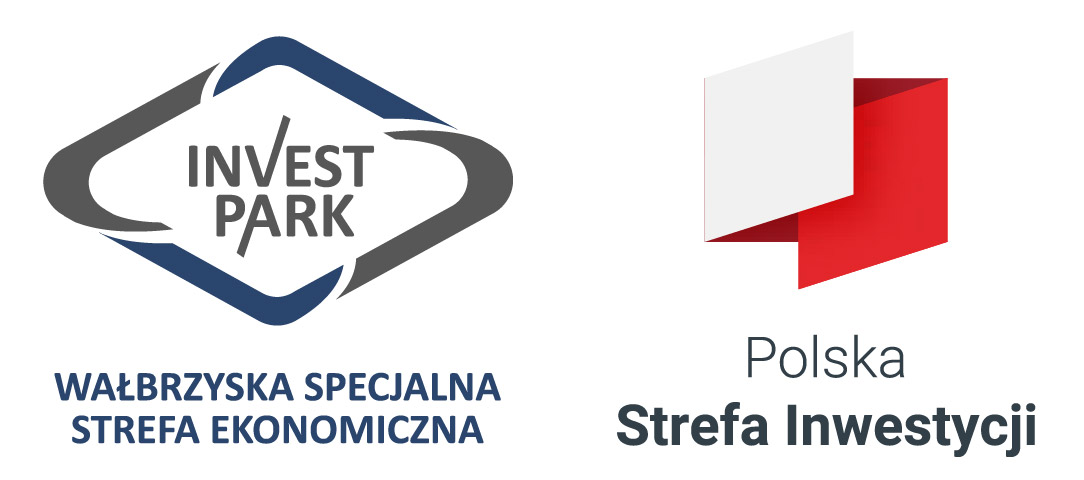 INVEST
PARK
WAŁBRZYSKA SPECJALNA
STREFA EKONOMICZNA
Polska
Strefa Inwestycji